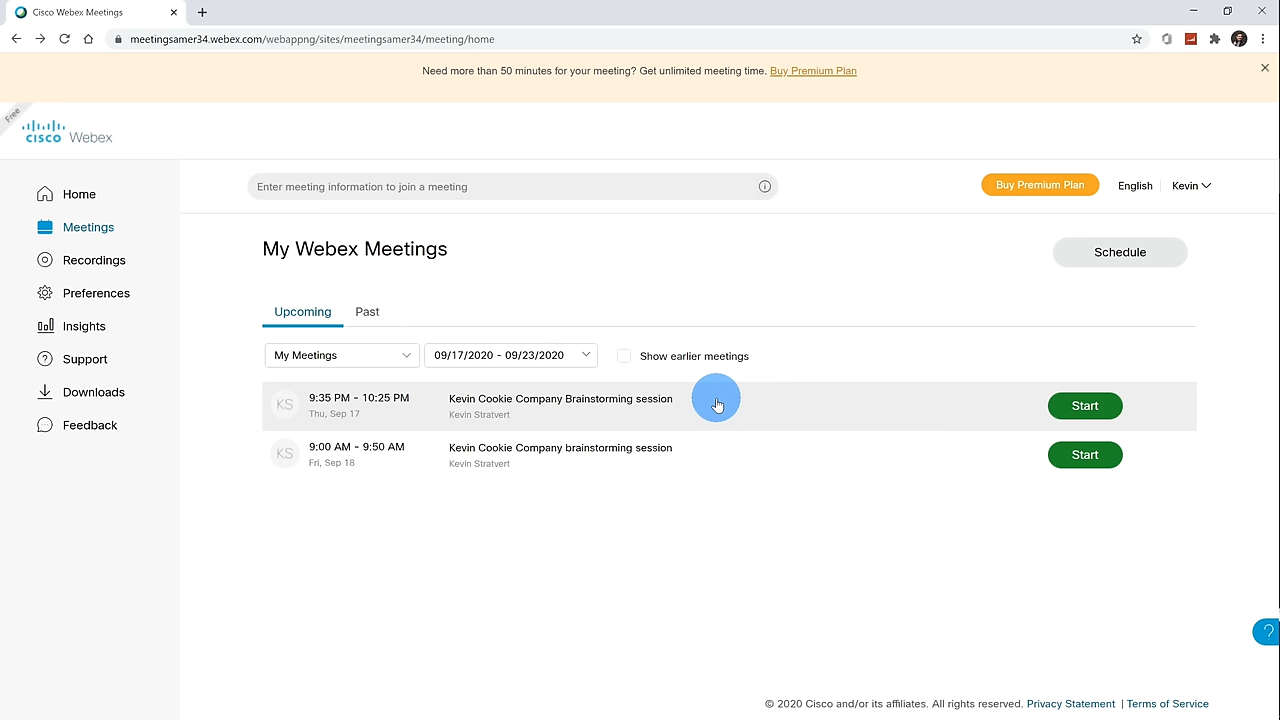 Cisco Webex Meetings
meetingsamer34.webex.com/webappng/sites/meetingsamer34/meeting/home
Need more than 50 minutes for your meeting? Get unlimited meeting time. Buy Premium Plan
Free
CISCO Webex
Enter meeting information to join a meeting
Buy Premium Plan
English
Kevin
Home
Meetings
Recordings
Preferences
Insights
Support
Downloads
Feedback
My Webex Meetings
Schedule
Upcoming
Past
My Meetings
09/17/2020 - 09/23/2020
Show earlier meetings
KS
9:35 PM - 10:25 PM
Thu, Sep 17
Kevin Cookie Company Brainstorming session
Kevin Stratvert
Start
KS
9:00 AM - 9:50 AM
Fri, Sep 18
Kevin Cookie Company brainstorming session
Kevin Stratvert
Start
?
© 2020 Cisco and/or its affiliates. All rights reserved. Privacy Statement | Terms of Service